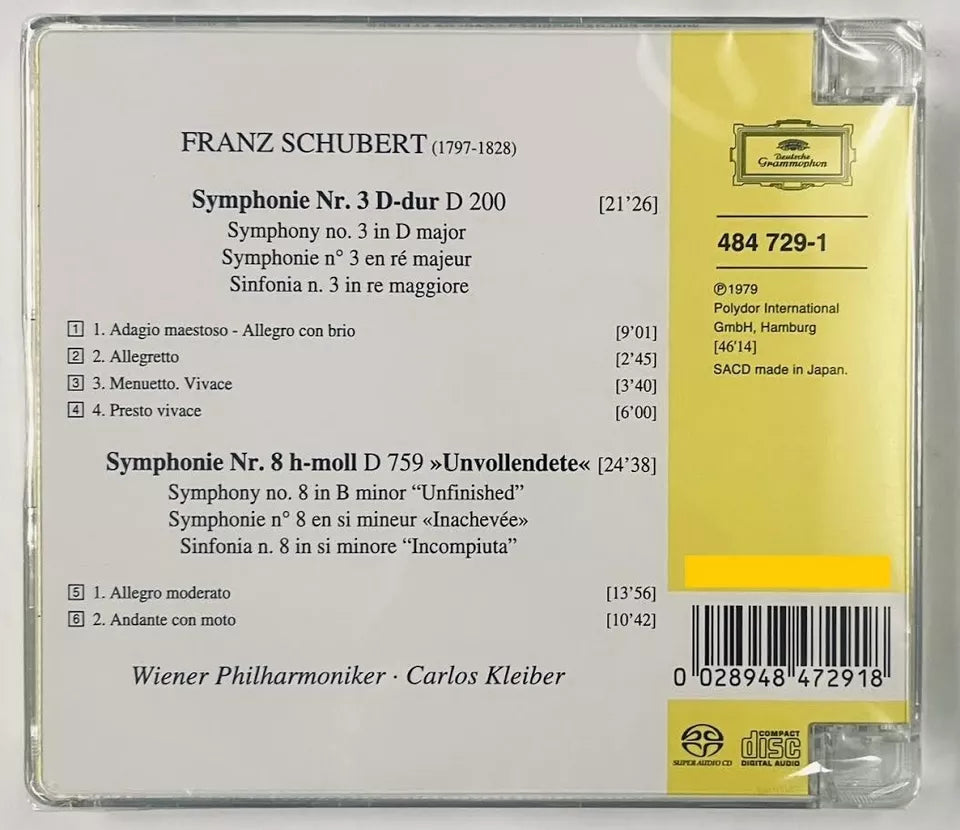 FRANZ SCHUBERT (1797-1828)
Symphonie Nr. 3 D-dur D 200 [21’26]
Symphony no. 3 in D major
Symphonie n° 3 en ré majeur
Sinfonia n. 3 in re maggiore
1 1. Adagio maestoso - Allegro con brio [9’01]
2 2. Allegretto [2’45]
3 3. Menuetto. Vivace [3’40]
4 4. Presto vivace [6’00]
Symphonie Nr. 8 h-moll D 759 »Unvollendete« [24’38]
Symphony no. 8 in B minor “Unfinished”
Symphonie n° 8 en si mineur «Inachevée»
Sinfonia n. 8 in si minore “Incompiuta”
5 1. Allegro moderato [13’56]
6 2. Andante con moto [10’42]
Wiener Philharmoniker · Carlos Kleiber
Deutsche
Grammophon
484 729-1
℗ 1979
Polydor International
GmbH, Hamburg
[46'14]
SACD made in Japan.
0 028948 472918
SUPER AUDIO CD
COMPACT
disc
DIGITAL AUDIO